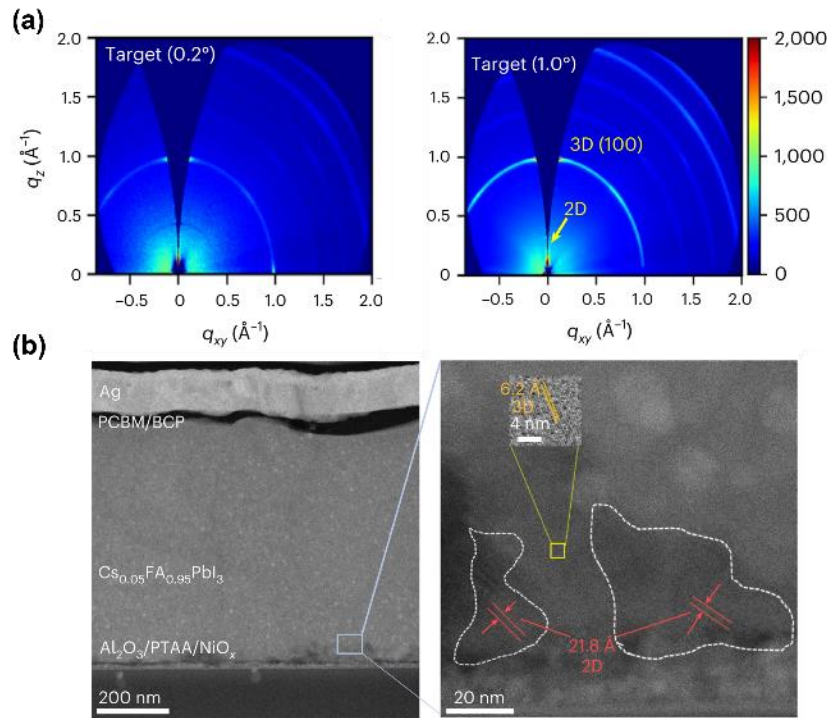 (a)
Target (0.2°)
Target (1.0°)
3D (100)
2D
q_z (Å⁻¹)
2.0
1.5
1.0
0.5
0
−0.5
0
0.5
1.0
1.5
2.0
q_xy (Å⁻¹)
2.0
1.5
1.0
0.5
0
−0.5
0
0.5
1.0
1.5
2.0
q_xy (Å⁻¹)
2,000
1,500
1,000
500
0
(b)
Ag
PCBM/BCP
Cs₀.₀₅FA₀.₉₅PbI₃
Al₂O₃/PTAA/NiOₓ
200 nm
6.2 Å
3D
4 nm
21.8 Å
2D
20 nm